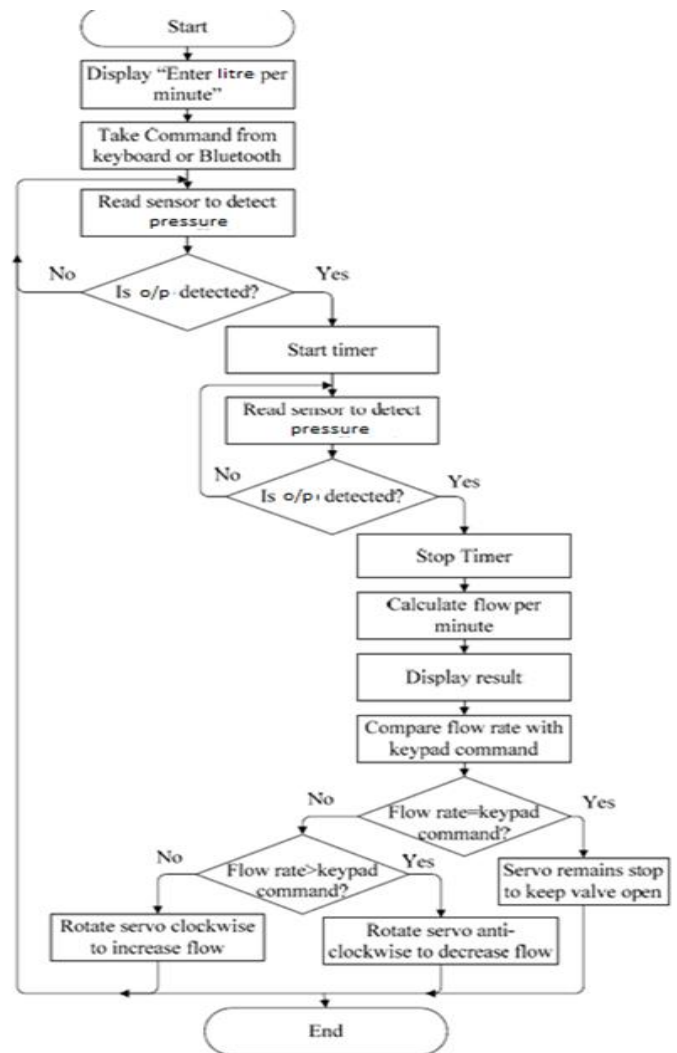 Start
Display “Enter litre per
minute”
Take Command from
keyboard or Bluetooth
Read sensor to detect
pressure
No
Yes
Is o/p detected?
Start timer
Read sensor to detect
pressure
No
Yes
Is o/p detected?
Stop Timer
Calculate flow per
minute
Display result
Compare flow rate with
keypad command
No
Yes
Flow rate=keypad
command?
No
Yes
Flow rate>keypad
command?
Servo remains stop
to keep valve open
Rotate servo clockwise
to increase flow
Rotate servo anti-
clockwise to decrease flow
End